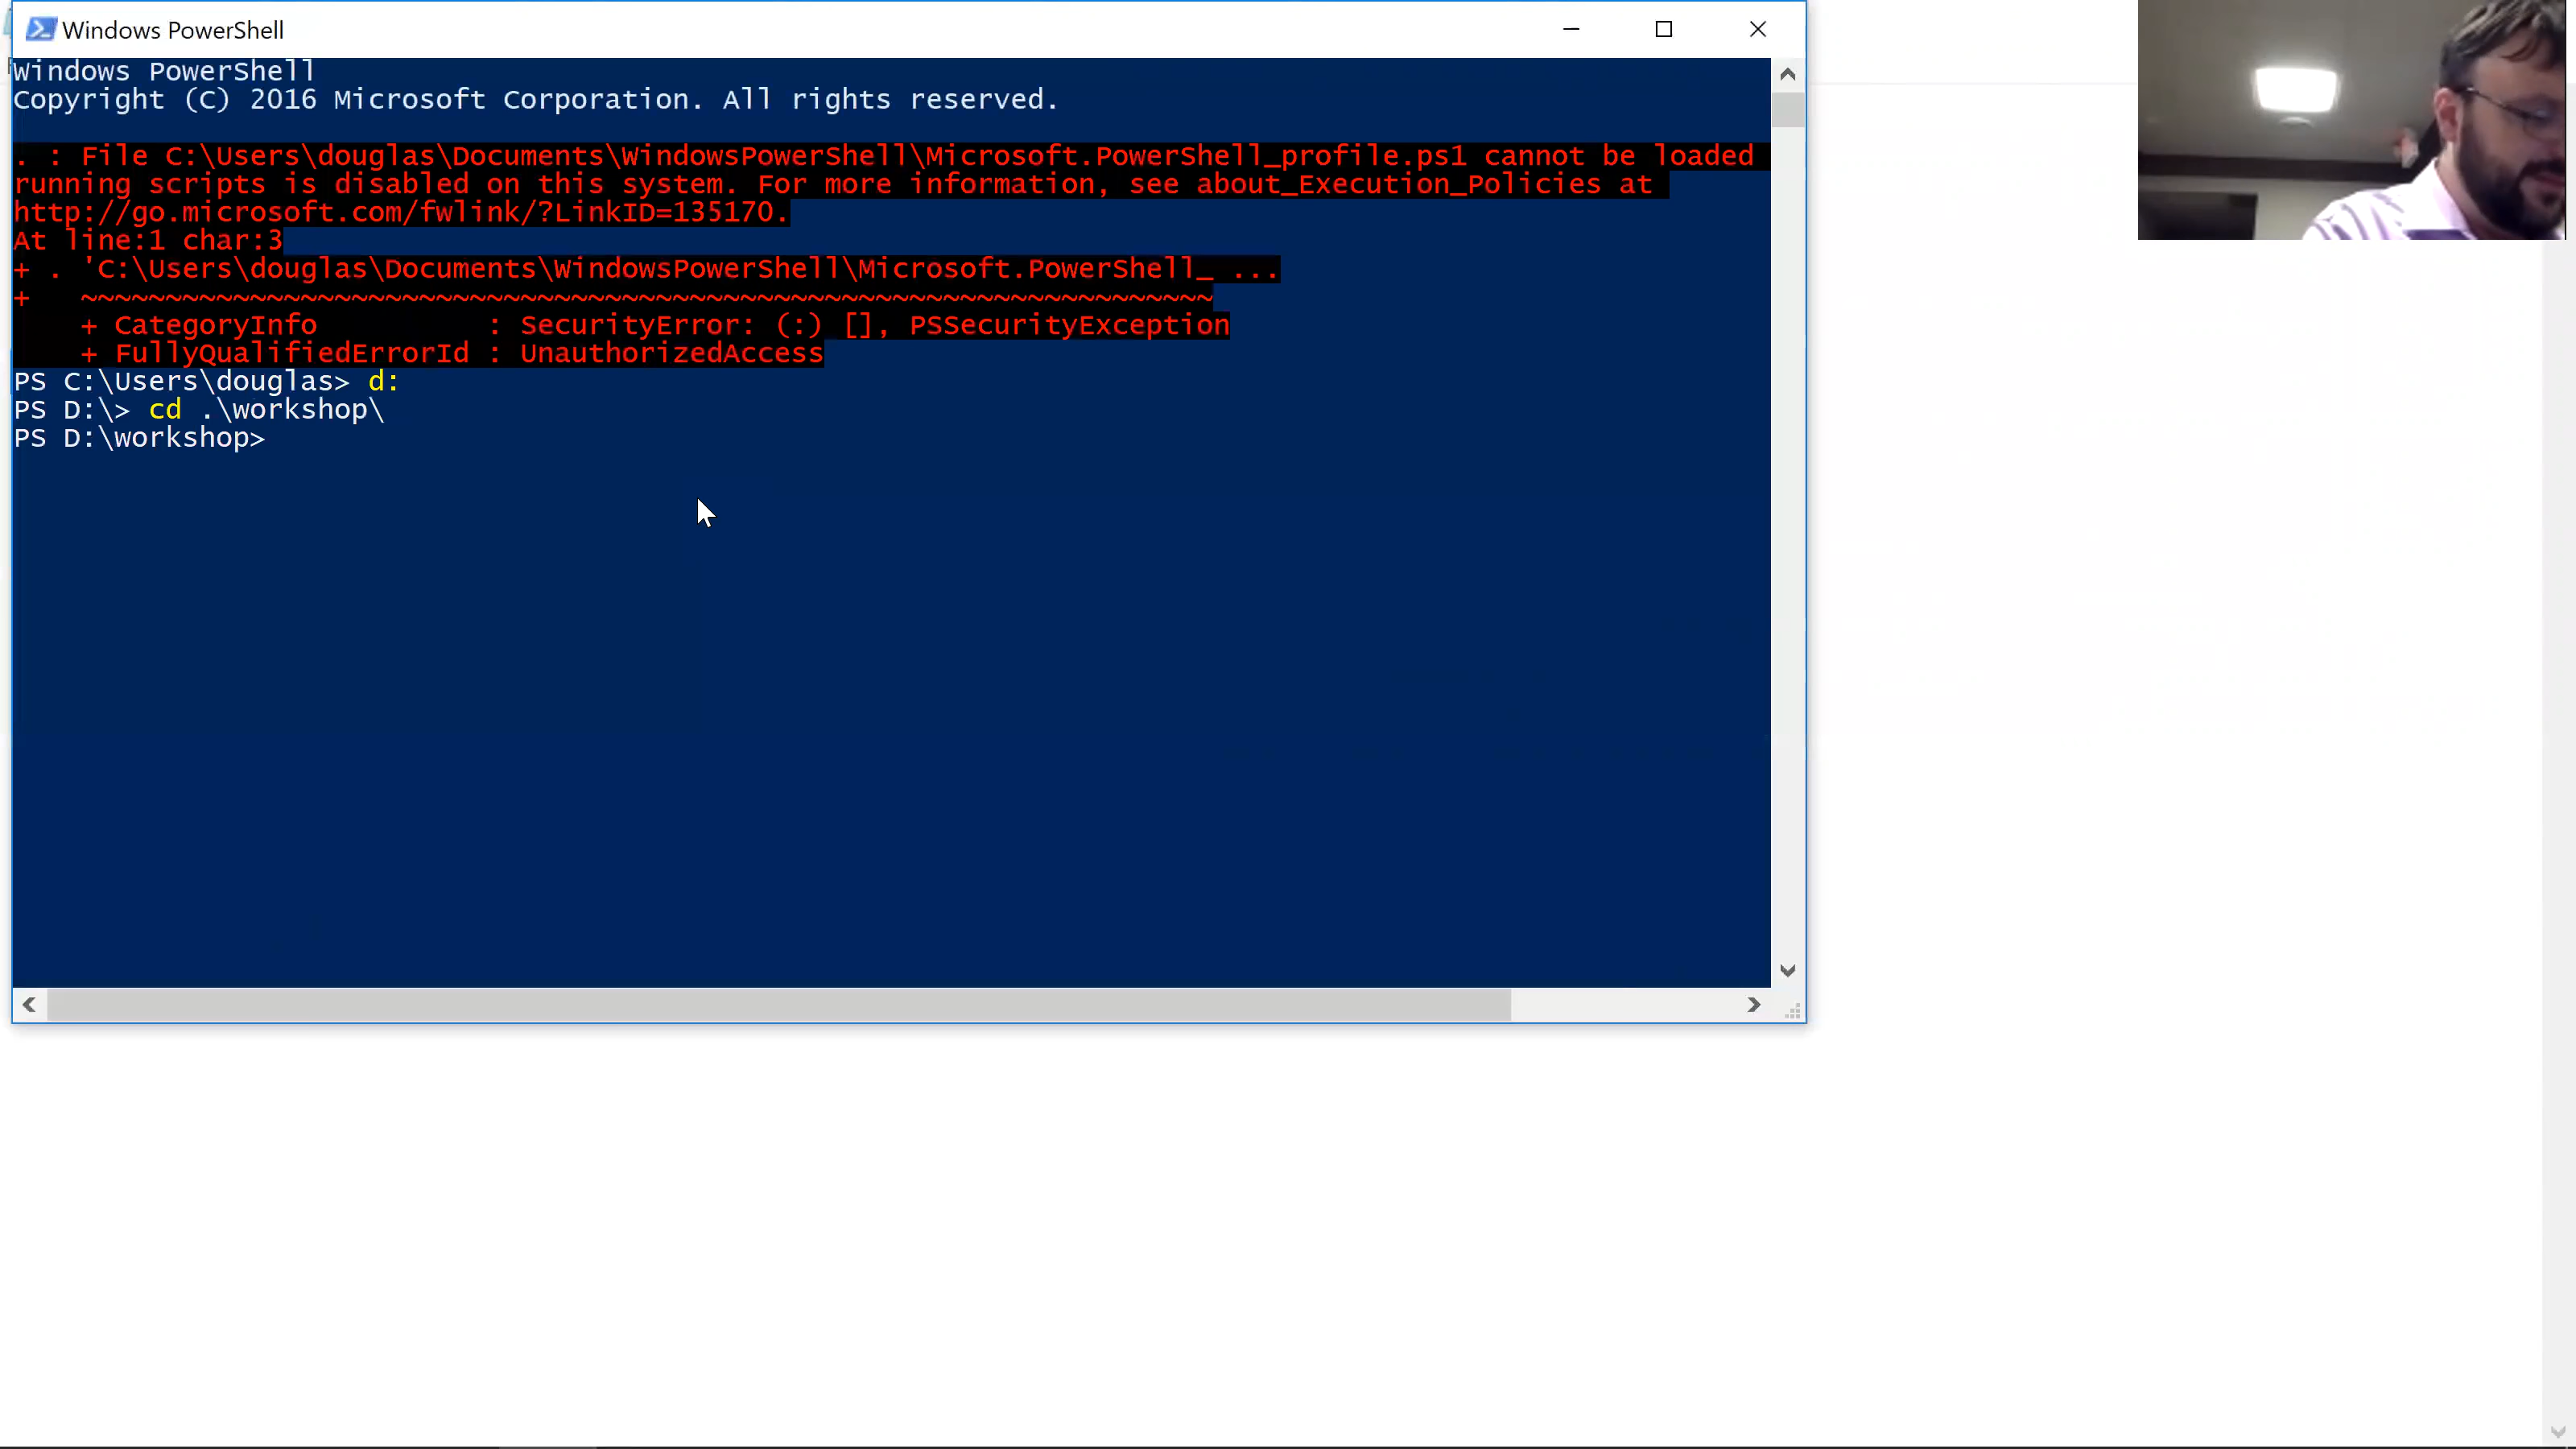 Windows PowerShell
Windows PowerShell
Copyright (C) 2016 Microsoft Corporation. All rights reserved.
. : File C:\Users\douglas\Documents\WindowsPowerShell\Microsoft.PowerShell_profile.ps1 cannot be loaded
running scripts is disabled on this system. For more information, see about_Execution_Policies at
http://go.microsoft.com/fwlink/?LinkID=135170.
At line:1 char:3
+ . 'C:\Users\douglas\Documents\WindowsPowerShell\Microsoft.PowerShell_ ...
+   ~~~~~~~~~~~~~~~~~~~~~~~~~~~~~~~~~~~~~~~~~~~~~~~~~~~~~~~~~~~~~~~~~~~
    + CategoryInfo          : SecurityError: (:) [], PSSecurityException
    + FullyQualifiedErrorId : UnauthorizedAccess
PS C:\Users\douglas> d:
PS D:\> cd .\workshop\
PS D:\workshop>